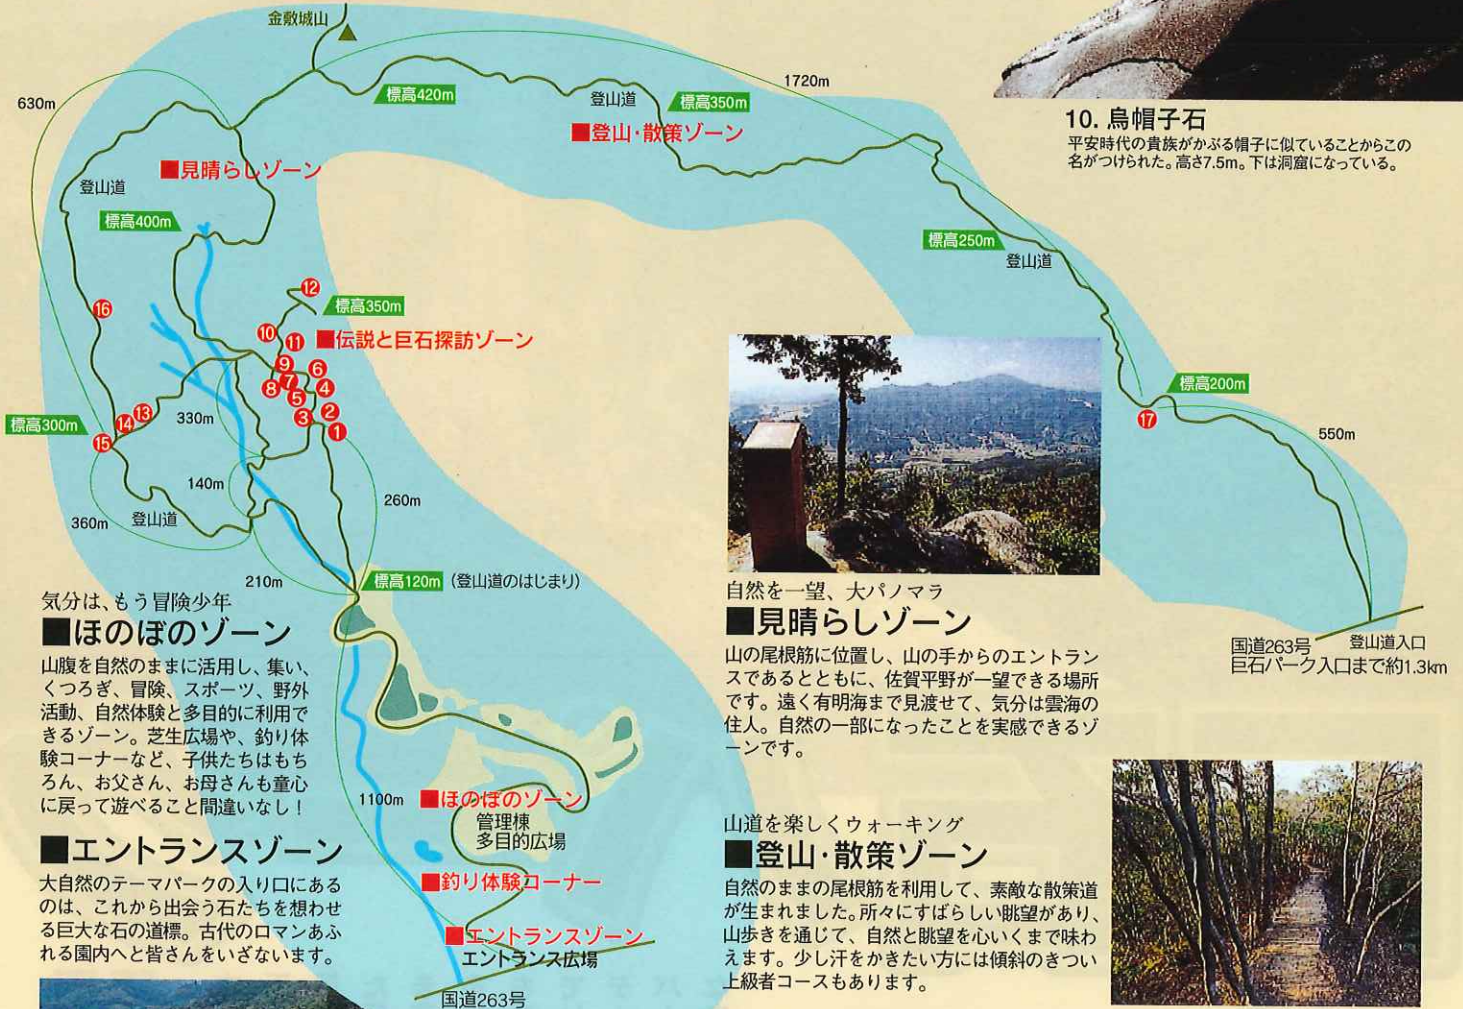 金敷城山
630m
標高420m
登山道
標高350m
1720m
■登山・散策ゾーン
10. 烏帽子石
平安時代の貴族がかぶる帽子に似ていることからこの
名がつけられた。高さ7.5m。下は洞窟になっている。
■見晴らしゾーン
登山道
標高400m
標高250m
登山道
12
標高350m
16
10
11
■伝説と巨石探訪ゾーン
9
6
7
8
4
5
標高200m
14
13
330m
3
2
1
17
標高300m
15
550m
140m
260m
360m
登山道
210m
標高120m
(登山道のはじまり)
国道263号
登山道入口
巨石パーク入口まで約1.3km
気分は、もう冒険少年
■ほのぼのゾーン
山腹を自然のままに活用し、集い、
くつろぎ、冒険、スポーツ、野外
活動、自然体験と多目的に利用で
きるゾーン。芝生広場や、釣り体
験コーナーなど、子供たちはもち
ろん、お父さん、お母さんも童心
に戻って遊べること間違いなし！
■エントランスゾーン
大自然のテーマパークの入り口にある
のは、これから出会う石たちを想わせ
る巨大な石の道標。古代のロマンあふ
れる園内へと皆さんをいざないます。
1100m
■ほのぼのゾーン
管理棟
多目的広場
■釣り体験コーナー
■エントランスゾーン
エントランス広場
国道263号
自然を一望、大パノマラ
■見晴らしゾーン
山の尾根筋に位置し、山の手からのエントラン
スであるとともに、佐賀平野が一望できる場所
です。遠く有明海まで見渡せて、気分は雲海の
住人。自然の一部になったことを実感できるゾ
ーンです。
山道を楽しくウォーキング
■登山・散策ゾーン
自然のままの尾根筋を利用して、素敵な散策道
が生まれました。所々にすばらしい眺望があり、
山歩きを通じて、自然と眺望を心いくまで味わ
えます。少し汗をかきたい方には傾斜のきつい
上級者コースもあります。